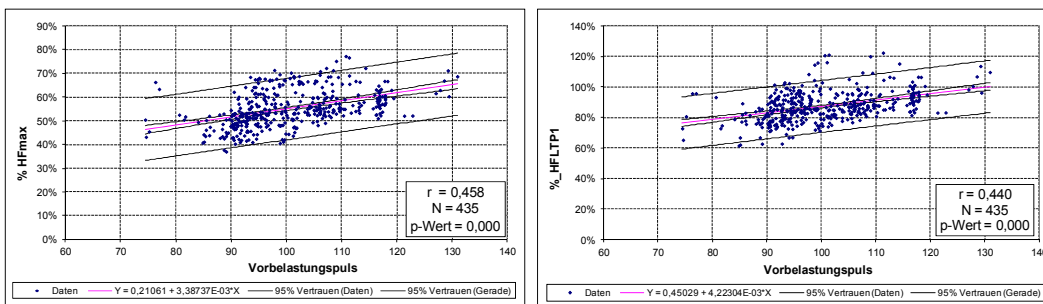 90%
80%
70%
60%
50%
40%
30%
20%
10%
0%
% HFmax
60 70 80 90 100 110 120 130 140
Vorbelastungspuls
r = 0,458
N = 435
p-Wert = 0,000
Daten Y = 0,21061 + 3,38737E-03*X 95% Vertrauen (Daten) 95% Vertrauen (Gerade)
140%
120%
100%
80%
60%
40%
20%
0%
%_HFLTP1
60 70 80 90 100 110 120 130 140
Vorbelastungspuls
r = 0,440
N = 435
p-Wert = 0,000
Daten Y = 0,45029 + 4,22304E-03*X 95% Vertrauen (Daten) 95% Vertrauen (Gerade)